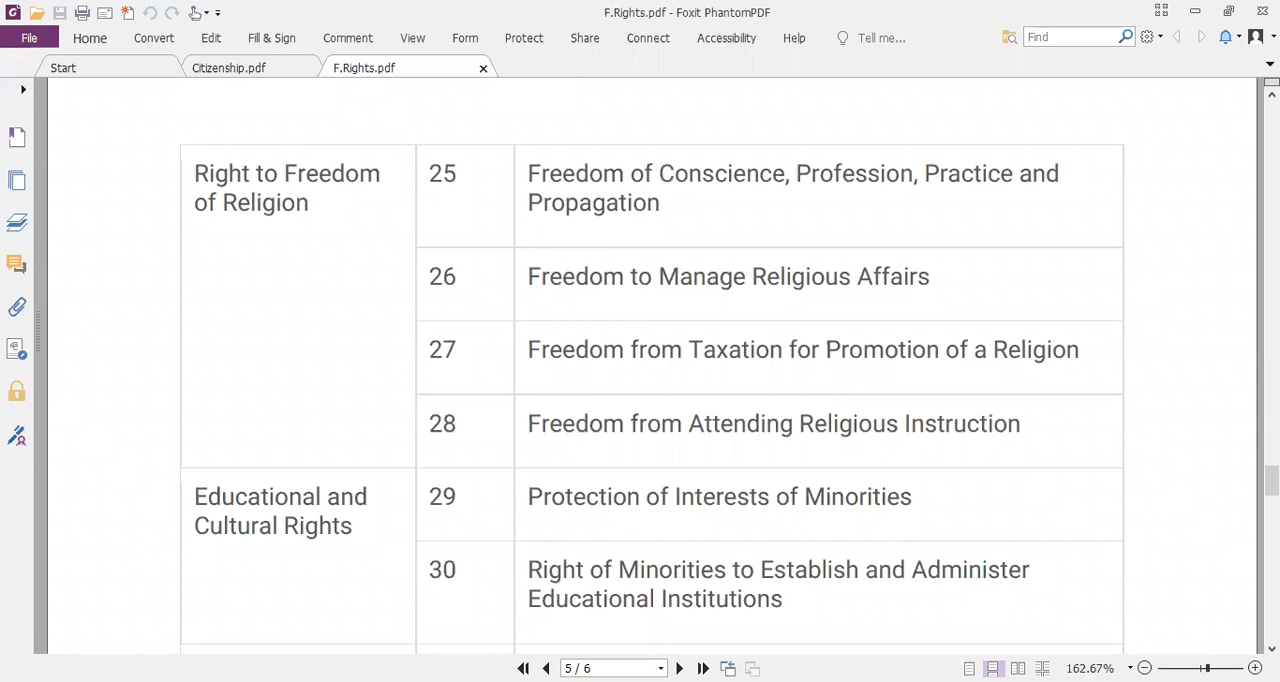 F.Rights.pdf - Foxit PhantomPDF
File Home Convert Edit Fill & Sign Comment View Form Protect Share Connect Accessibility Help Tell me... Find
Start Citizenship.pdf F.Rights.pdf
Right to Freedom
of Religion
25
Freedom of Conscience, Profession, Practice and
Propagation
26
Freedom to Manage Religious Affairs
27
Freedom from Taxation for Promotion of a Religion
28
Freedom from Attending Religious Instruction
Educational and
Cultural Rights
29
Protection of Interests of Minorities
30
Right of Minorities to Establish and Administer
Educational Institutions
5 / 6 162.67%